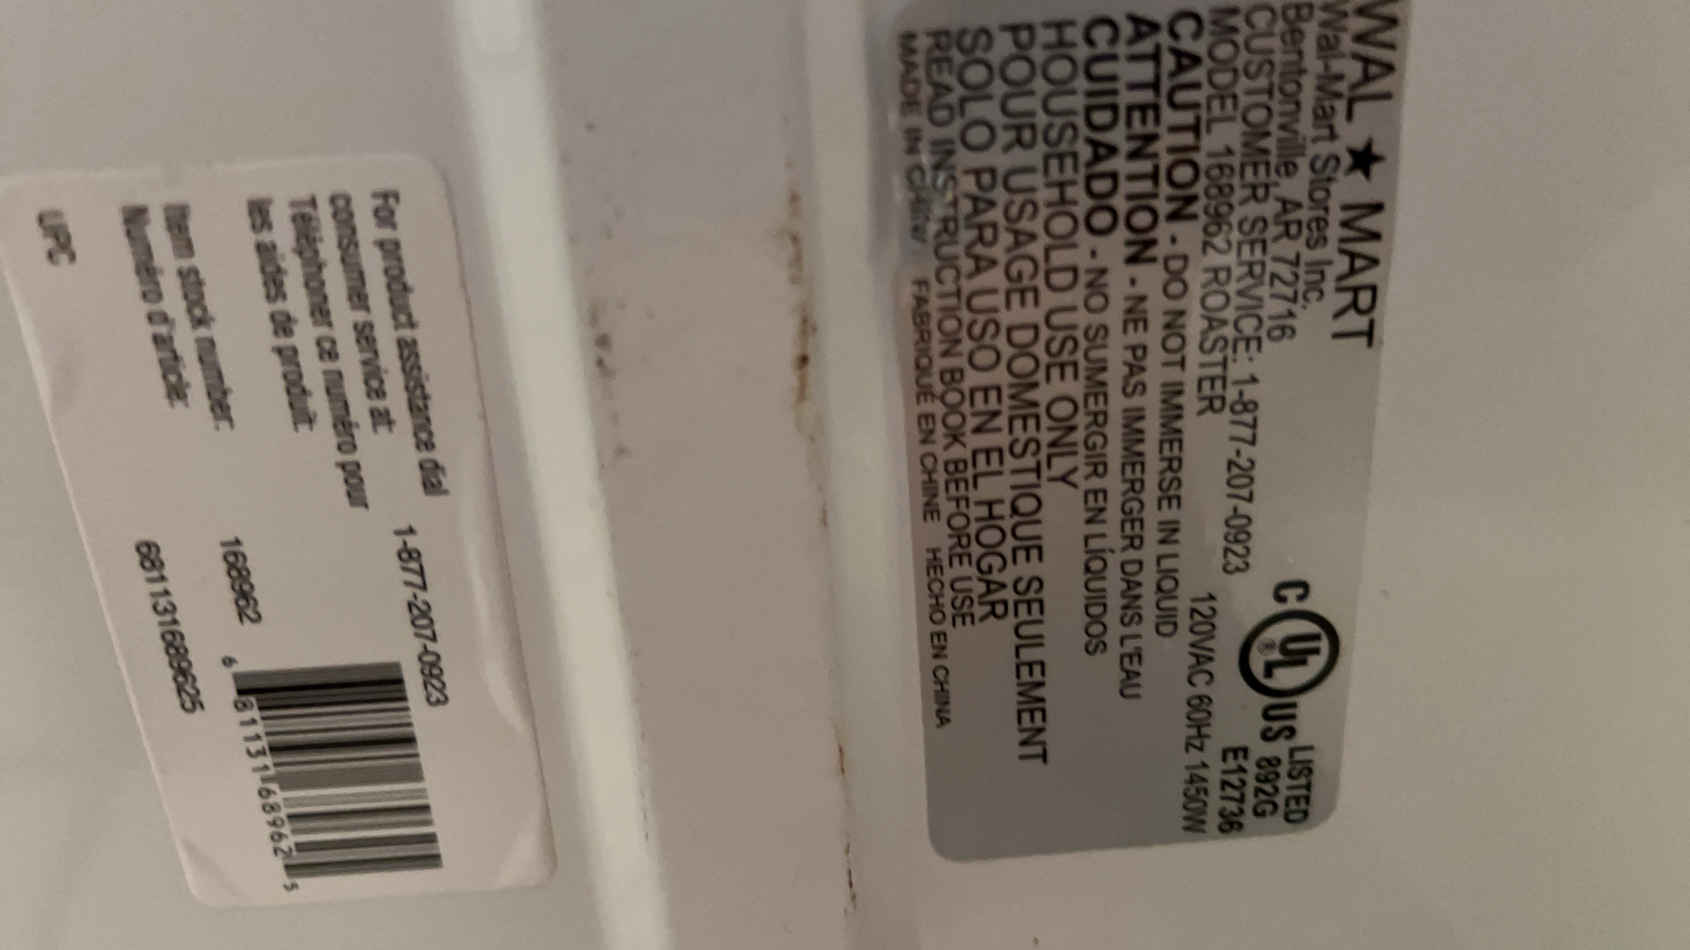 WAL ★ MART
Wal-Mart Stores Inc.
Bentonville, AR 72716
CUSTOMER SERVICE: 1-877-207-0923
MODEL 168962 ROASTER 120VAC 60Hz 1450W
C UL ® US LISTED
892G
E12736
CAUTION - DO NOT IMMERSE IN LIQUID
ATTENTION - NE PAS IMMERGER DANS L'EAU
CUIDADO - NO SUMERGIR EN LÍQUIDOS
HOUSEHOLD USE ONLY
POUR USAGE DOMESTIQUE SEULEMENT
SOLO PARA USO EN EL HOGAR
READ INSTRUCTION BOOK BEFORE USE
MADE IN CHINA FABRIQUÉ EN CHINE HECHO EN CHINA
For product assistance dial
consumer service at: 1-877-207-0923
Téléphoner ce numéro pour
les aides de produit:
Item stock number: 168962
Numéro d'article: 681131689625
UPC
6 81131 68962 5